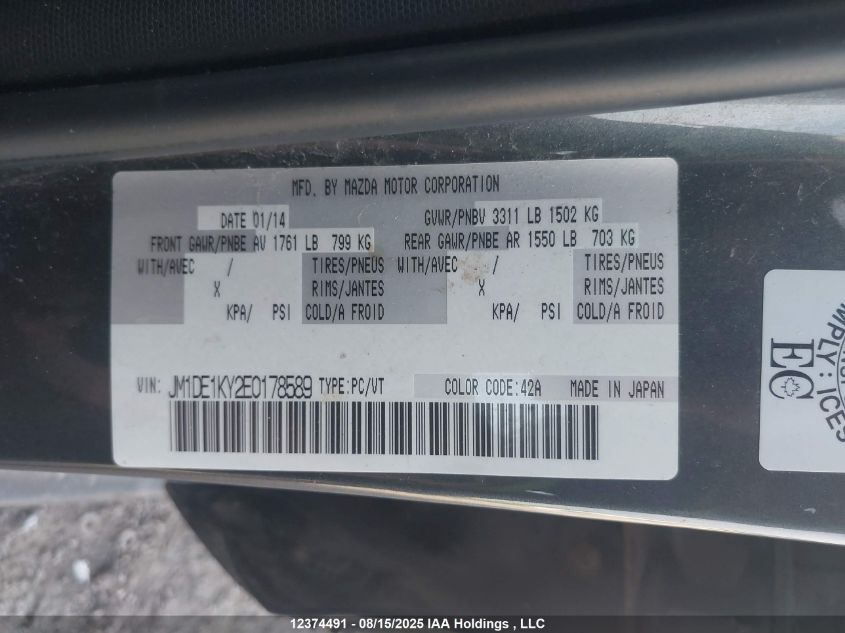 MFD. BY MAZDA MOTOR CORPORATION
DATE 01/14 GVWR/PNBV 3311 LB 1502 KG
FRONT GAWR/PNBE AV 1761 LB 799 KG REAR GAWR/PNBE AR 1550 LB 703 KG
WITH/AVEC / TIRES/PNEUS WITH/AVEC / TIRES/PNEUS
X RIMS/JANTES X RIMS/JANTES
KPA/ PSI COLD/A FROID KPA/ PSI COLD/A FROID
VIN: JM1DE1KY2E0178589 TYPE:PC/VT COLOR CODE:42A MADE IN JAPAN
IMPLY: ICES
EC
12374491 - 08/15/2025 IAA Holdings , LLC